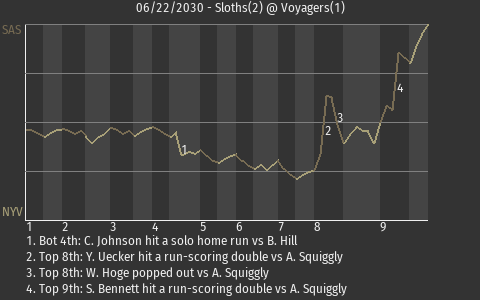 06/22/2030 - Sloths(2) @ Voyagers(1)
SAS
4
3
2
1
NYV
1 2 3 4 5 6 7 8 9
1. Bot 4th: C. Johnson hit a solo home run vs B. Hill
2. Top 8th: Y. Uecker hit a run-scoring double vs A. Squiggly
3. Top 8th: W. Hoge popped out vs A. Squiggly
4. Top 9th: S. Bennett hit a run-scoring double vs A. Squiggly